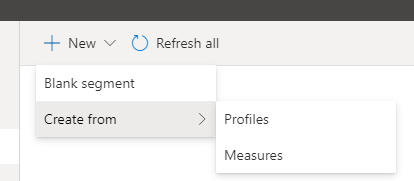 New Refresh all
Blank segment
Create from Profiles
Measures